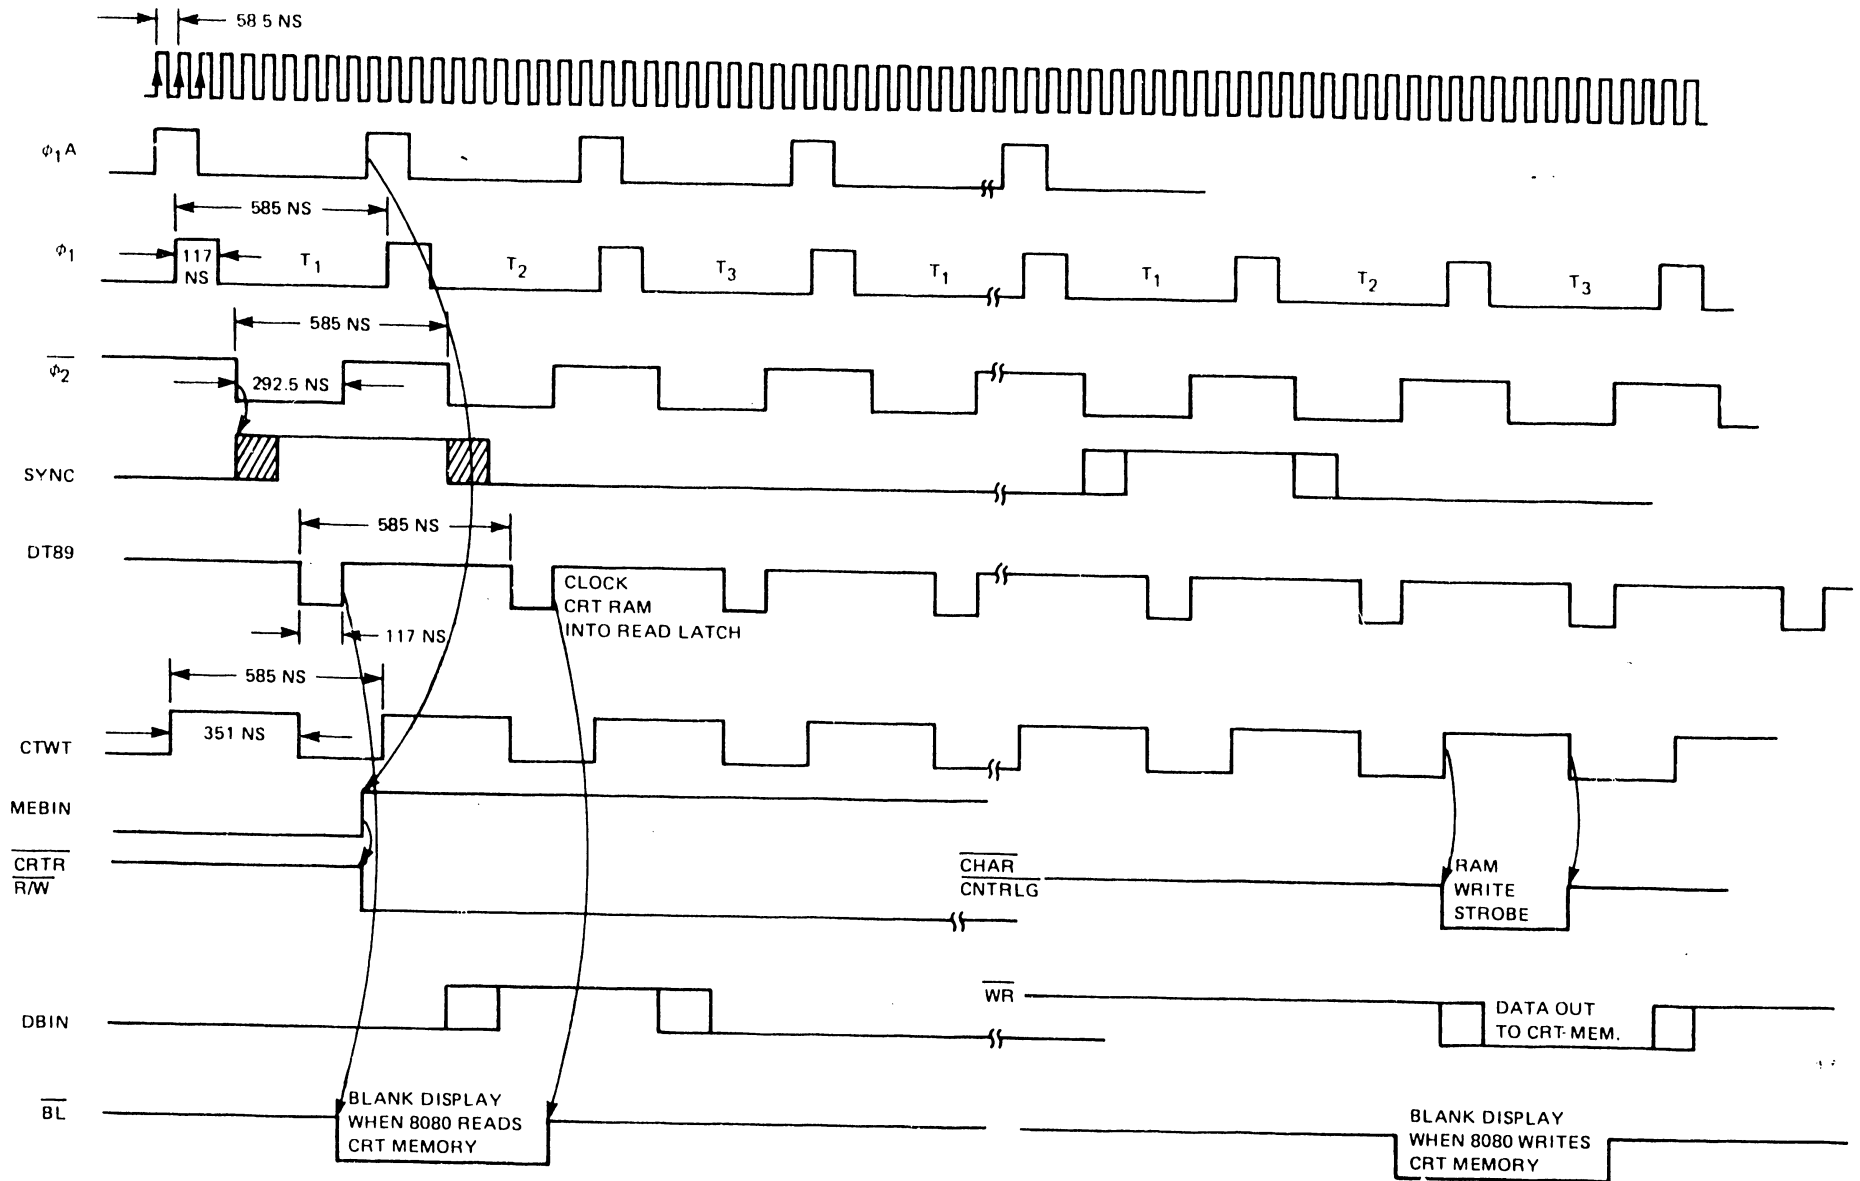 58 5 NS
ϕ₁A
585 NS
ϕ₁
117
NS
T₁
T₂
T₃
T₁
T₁
T₂
T₃
585 NS
ϕ₂
292.5 NS
SYNC
585 NS
DT89
CLOCK
CRT RAM
INTO READ LATCH
117 NS
585 NS
351 NS
CTWT
MEBIN
CRTR
R/W
CHAR
CNTRLG
RAM
WRITE
STROBE
DBIN
WR
DATA OUT
TO CRT-MEM.
BL
BLANK DISPLAY
WHEN 8080 READS
CRT MEMORY
BLANK DISPLAY
WHEN 8080 WRITES
CRT MEMORY